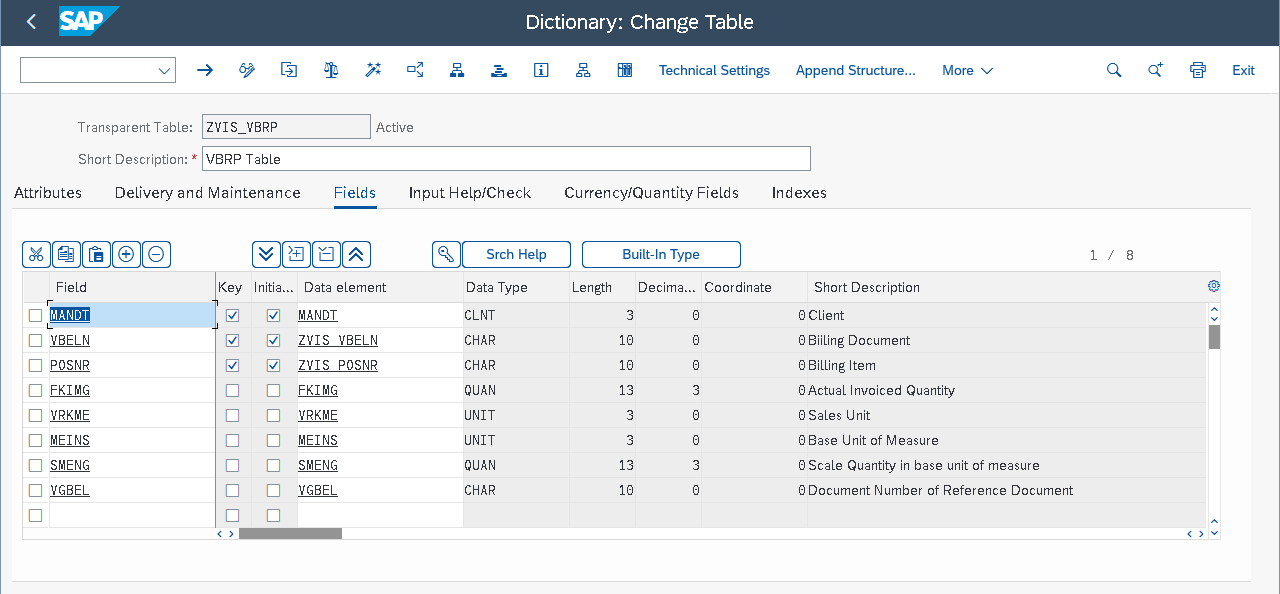 SAP Dictionary: Change Table
Technical Settings Append Structure... More Exit
Transparent Table: ZVIS_VBRP Active
Short Description: * VBRP Table
Attributes Delivery and Maintenance Fields Input Help/Check Currency/Quantity Fields Indexes
Srch Help Built-In Type 1 / 8
Field Key Initia... Data element Data Type Length Decima... Coordinate Short Description
MANDT MANDT CLNT 3 0 0 Client
VBELN ZVIS_VBELN CHAR 10 0 0 Biiling Document
POSNR ZVIS_POSNR CHAR 10 0 0 Billing Item
FKIMG FKIMG QUAN 13 3 0 Actual Invoiced Quantity
VRKME VRKME UNIT 3 0 0 Sales Unit
MEINS MEINS UNIT 3 0 0 Base Unit of Measure
SMENG SMENG QUAN 13 3 0 Scale Quantity in base unit of measure
VGBEL VGBEL CHAR 10 0 0 Document Number of Reference Document